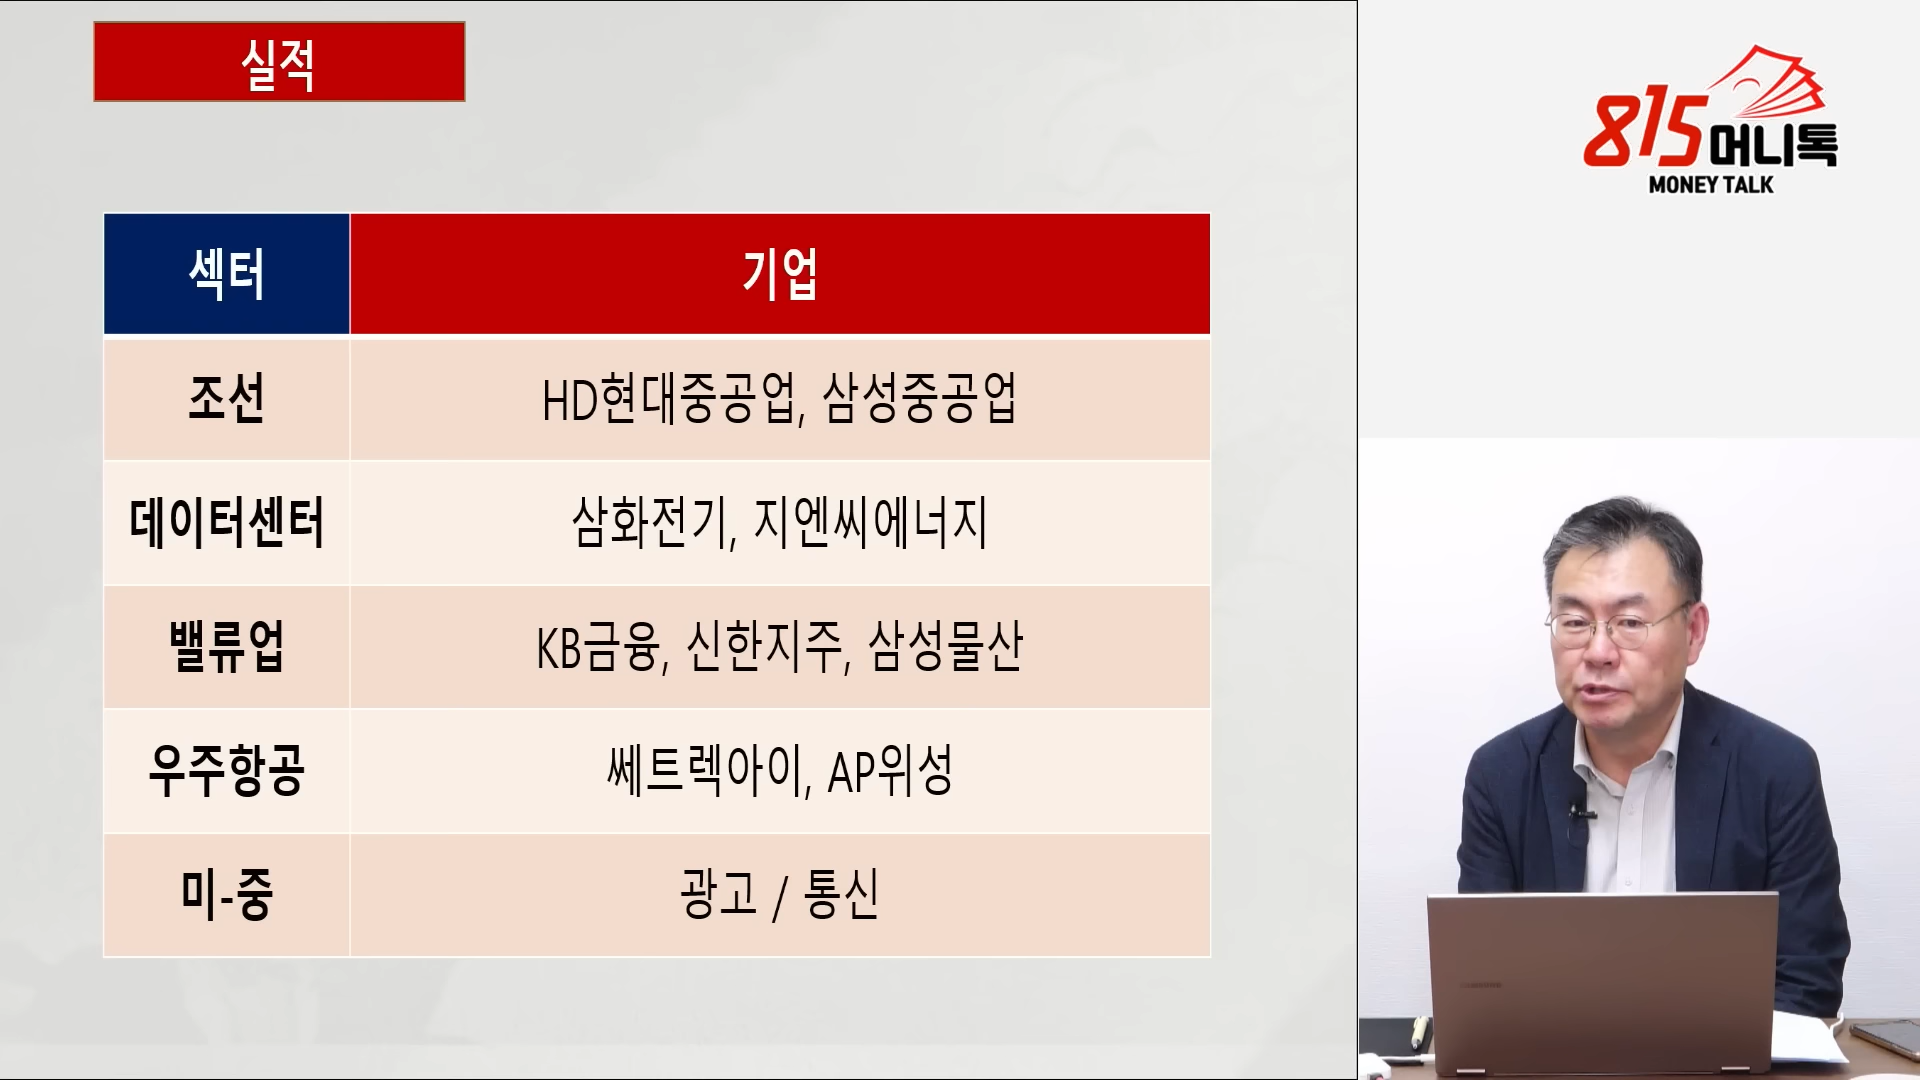 실적
섹터 기업
조선 HD현대중공업, 삼성중공업
데이터센터 삼화전기, 지엔씨에너지
밸류업 KB금융, 신한지주, 삼성물산
우주항공 쎄트렉아이, AP위성
미-중 광고 / 통신
815머니톡
MONEY TALK